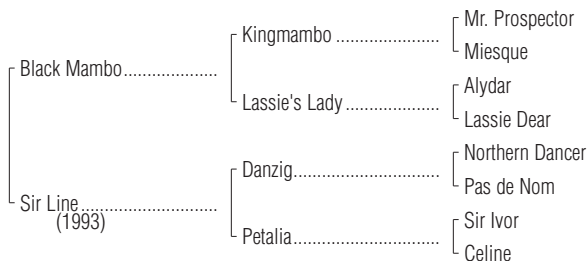 Mr. Prospector
Kingmambo
Miesque
Black Mambo
Alydar
Lassie's Lady
Lassie Dear
Northern Dancer
Danzig
Pas de Nom
Sir Line
(1993)
Sir Ivor
Petalia
Celine